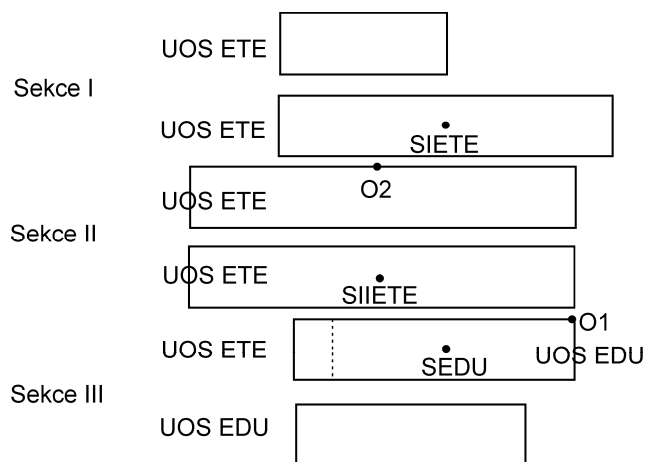 UOS ETE
Sekce I
UOS ETE
SIETE
O2
UOS ETE
Sekce II
UOS ETE
SIIETE
O1
UOS ETE
UOS EDU
SEDU
Sekce III
UOS EDU